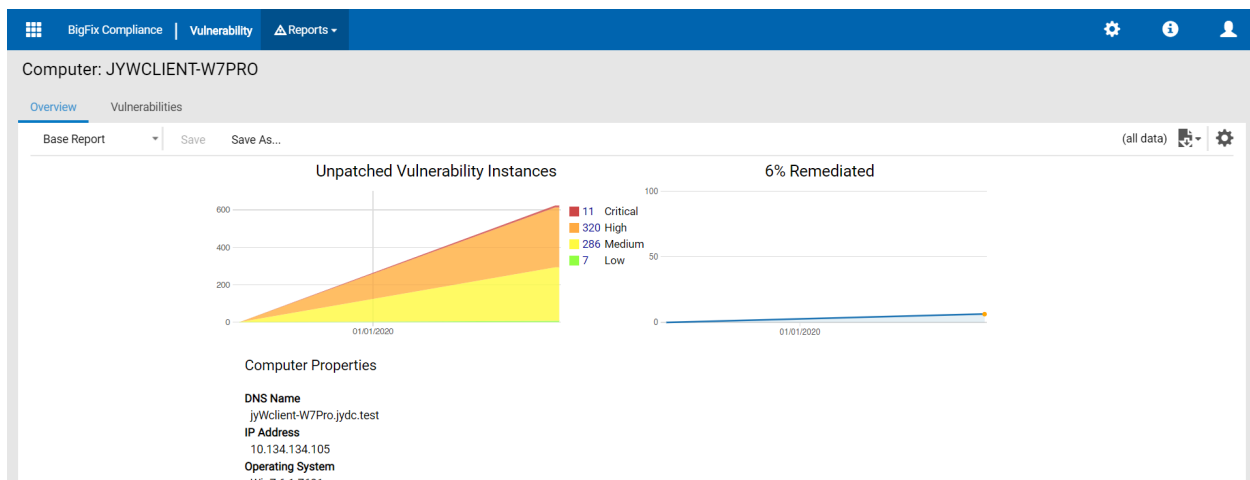 BigFix Compliance | Vulnerability Reports
Computer: JYWCLIENT-W7PRO
Overview Vulnerabilities
Base Report Save Save As... (all data)
Unpatched Vulnerability Instances
600
400
200
0
01/01/2020
11 Critical
320 High
286 Medium
7 Low
6% Remediated
100
50
0
01/01/2020
Computer Properties
DNS Name
jyWclient-W7Pro.jydc.test
IP Address
10.134.134.105
Operating System